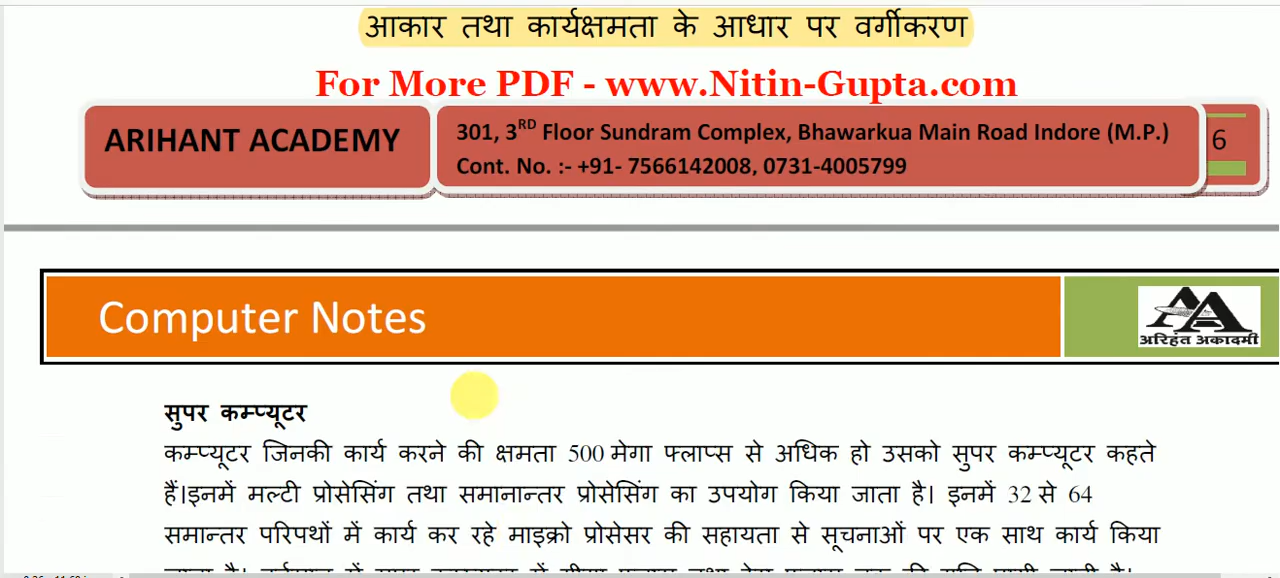 आकार तथा कार्यक्षमता के आधार पर वर्गीकरण
For More PDF - www.Nitin-Gupta.com
ARIHANT ACADEMY
301, 3RD Floor Sundram Complex, Bhawarkua Main Road Indore (M.P.)
Cont. No. :- +91- 7566142008, 0731-4005799
6
Computer Notes
अरिहंत अकादमी
सुपर कम्प्यूटर
कम्प्यूटर जिनकी कार्य करने की क्षमता 500 मेगा फ्लाप्स से अधिक हो उसको सुपर कम्प्यूटर कहते
हैं।इनमें मल्टी प्रोसेसिंग तथा समानान्तर प्रोसेसिंग का उपयोग किया जाता है। इनमें 32 से 64
समान्तर परिपथों में कार्य कर रहे माइक्रो प्रोसेसर की सहायता से सूचनाओं पर एक साथ कार्य किया